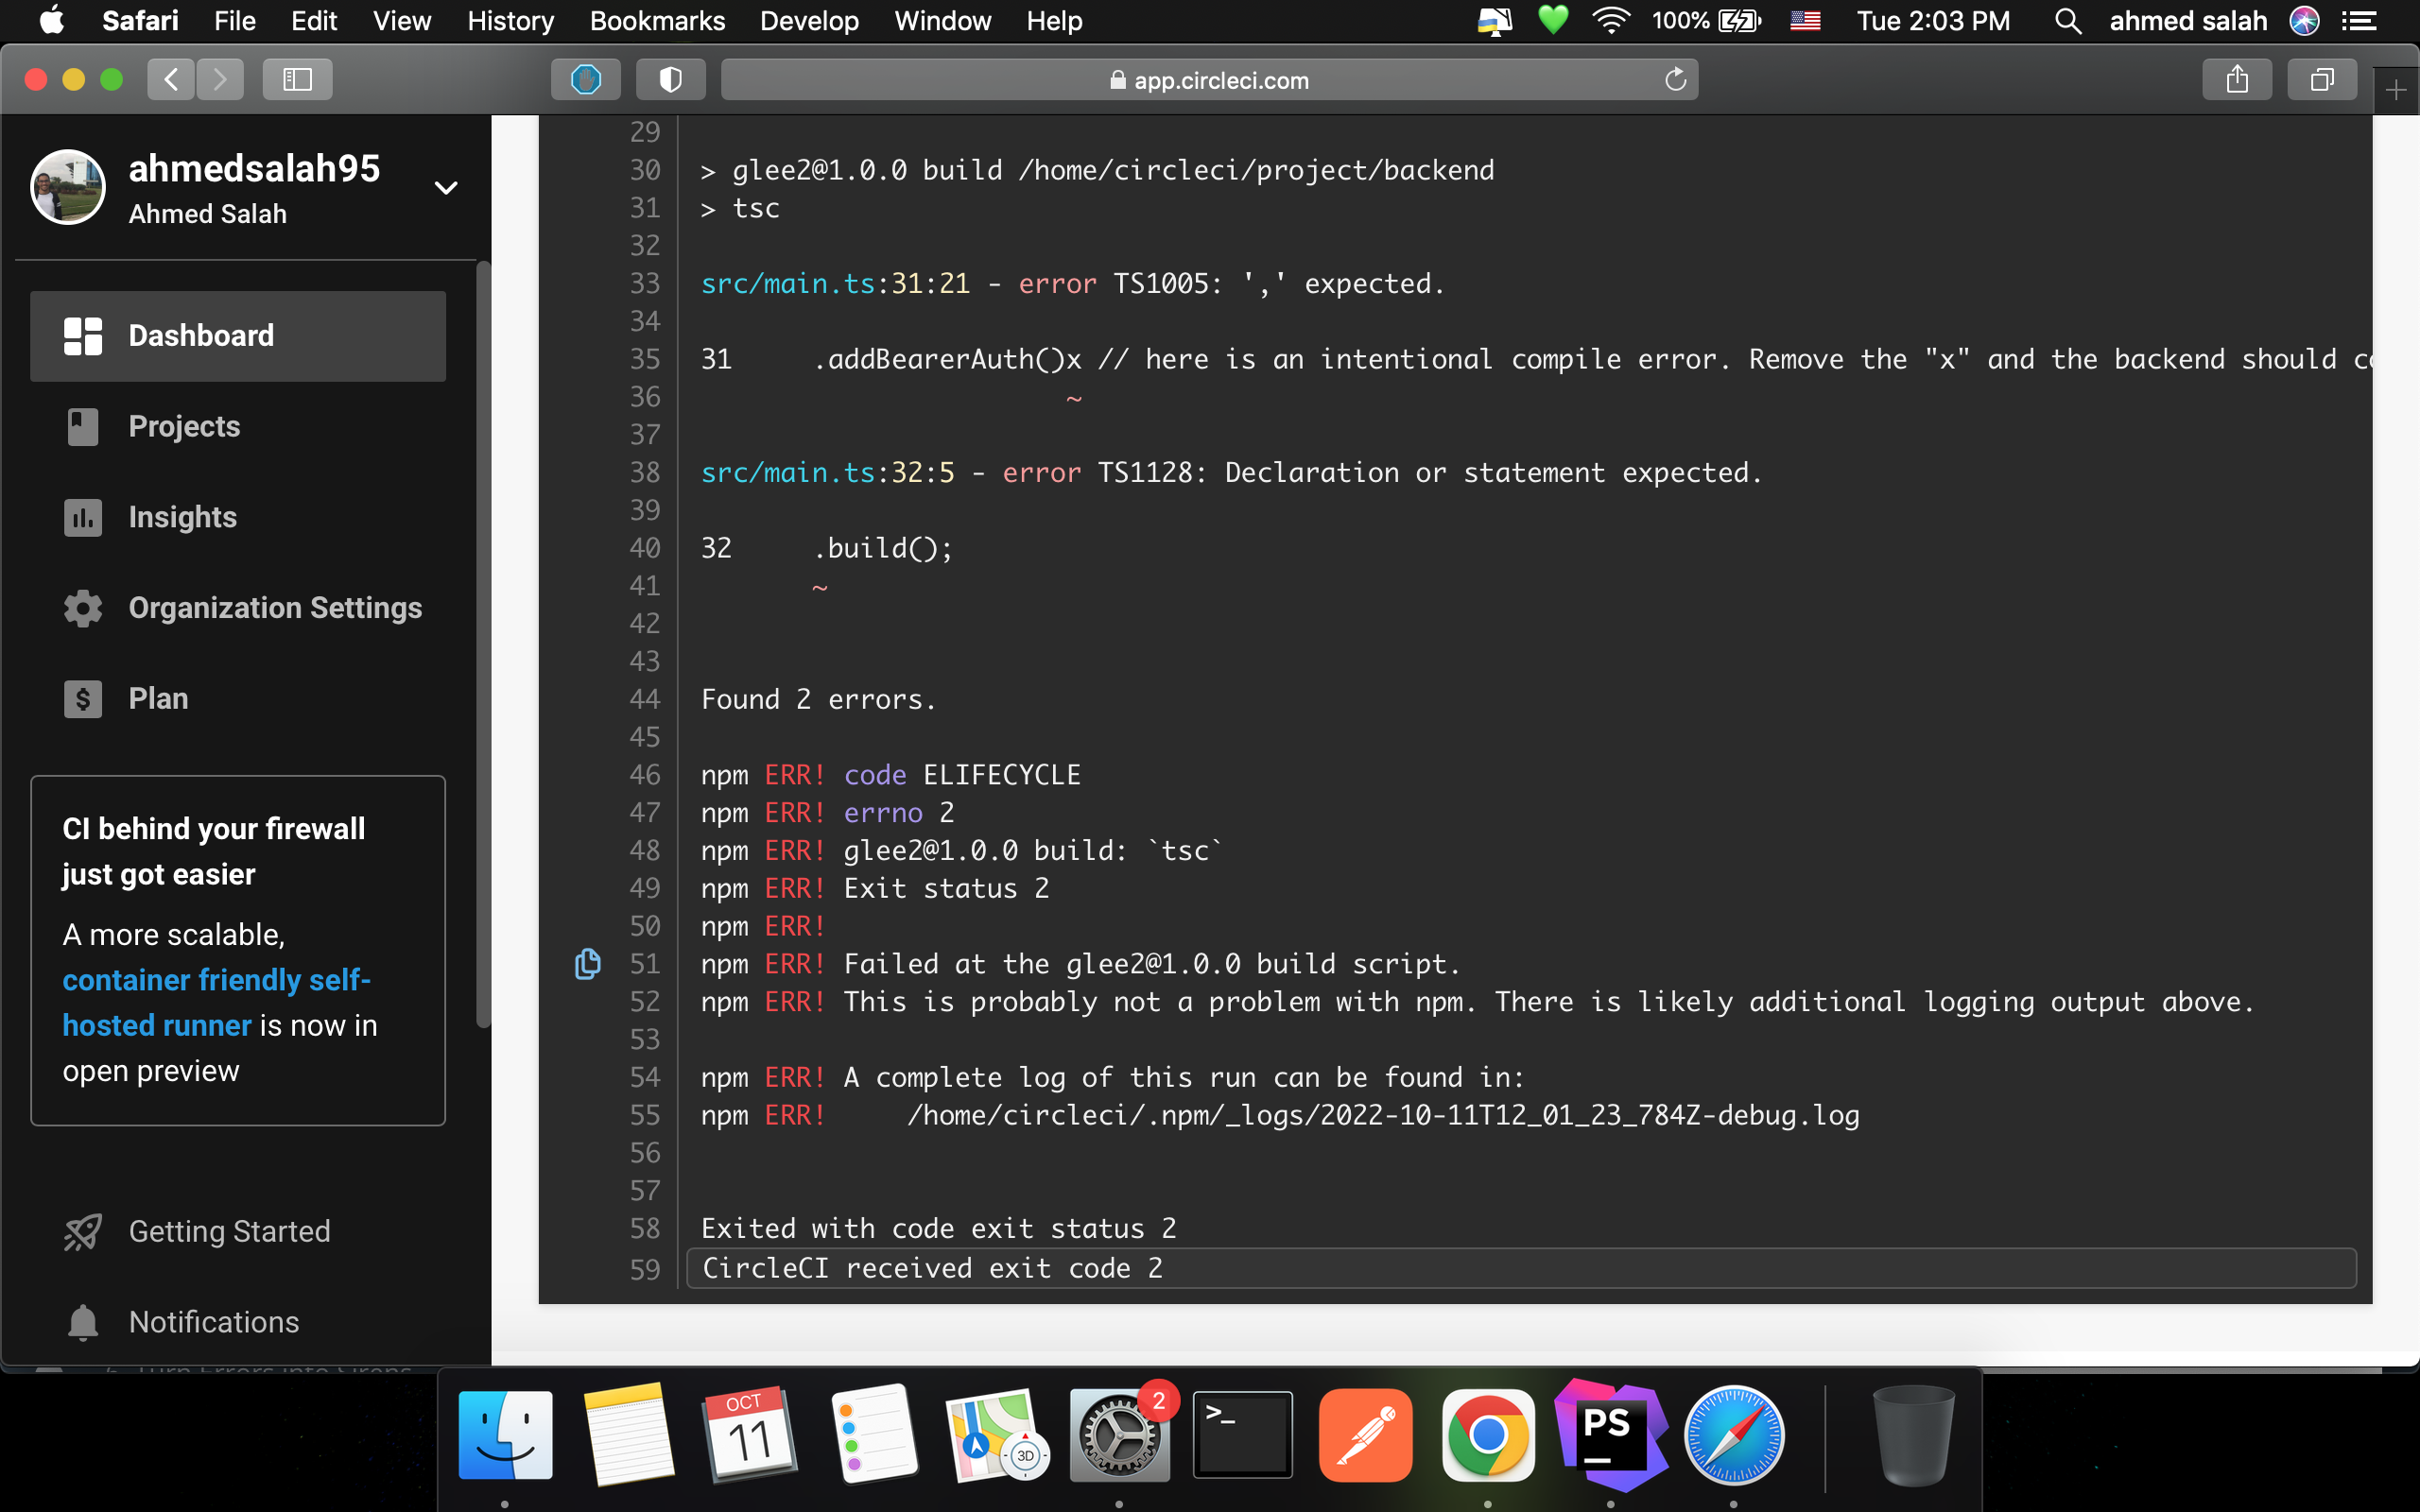 Safari File Edit View History Bookmarks Develop Window Help 100% Tue 2:03 PM ahmed salah
app.circleci.com
ahmedsalah95
Ahmed Salah
Dashboard
Projects
Insights
Organization Settings
Plan
CI behind your firewall
just got easier
A more scalable,
container friendly self-
hosted runner is now in
open preview
Getting Started
Notifications
29
30 > glee2@1.0.0 build /home/circleci/project/backend
31 > tsc
32
33 src/main.ts:31:21 - error TS1005: ',' expected.
34
35 31     .addBearerAuth()x // here is an intentional compile error. Remove the "x" and the backend should
36 ~
37
38 src/main.ts:32:5 - error TS1128: Declaration or statement expected.
39
40 32     .build();
41 ~
42
43
44 Found 2 errors.
45
46 npm ERR! code ELIFECYCLE
47 npm ERR! errno 2
48 npm ERR! glee2@1.0.0 build: `tsc`
49 npm ERR! Exit status 2
50 npm ERR!
51 npm ERR! Failed at the glee2@1.0.0 build script.
52 npm ERR! This is probably not a problem with npm. There is likely additional logging output above.
53
54 npm ERR! A complete log of this run can be found in:
55 npm ERR!     /home/circleci/.npm/_logs/2022-10-11T12_01_23_784Z-debug.log
56
57
58 Exited with code exit status 2
59 CircleCI received exit code 2
OCT
11
3D
2
>_
PS